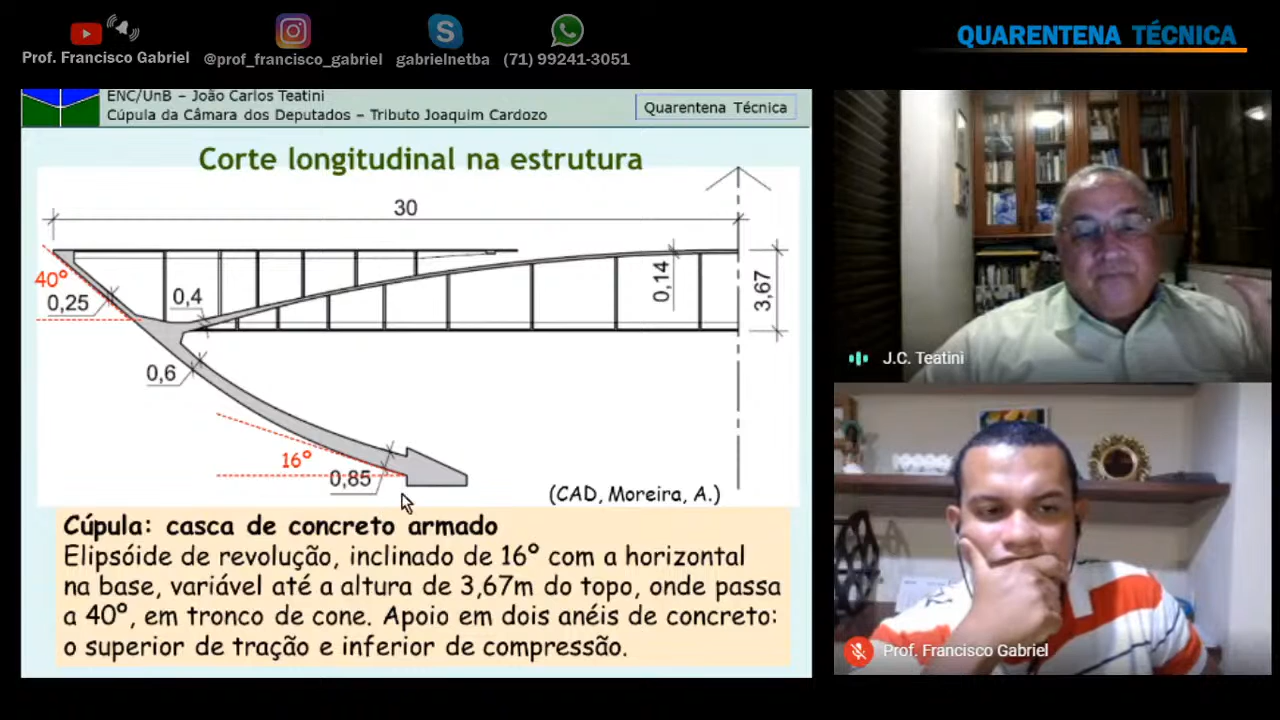 Prof. Francisco Gabriel
@prof_francisco_gabriel
gabrielnetba
(71) 99241-3051
QUARENTENA TÉCNICA
ENC/UnB – João Carlos Teatini
Cúpula da Câmara dos Deputados – Tributo Joaquim Cardozo
Quarentena Técnica
Corte longitudinal na estrutura
30
40º
0,25
0,4
0,14
3,67
0,6
16º
0,85
(CAD, Moreira, A.)
Cúpula: casca de concreto armado
Elipsóide de revolução, inclinado de 16º com a horizontal
na base, variável até a altura de 3,67m do topo, onde passa
a 40º, em tronco de cone. Apoio em dois anéis de concreto:
o superior de tração e inferior de compressão.
J.C. Teatini
Prof. Francisco Gabriel